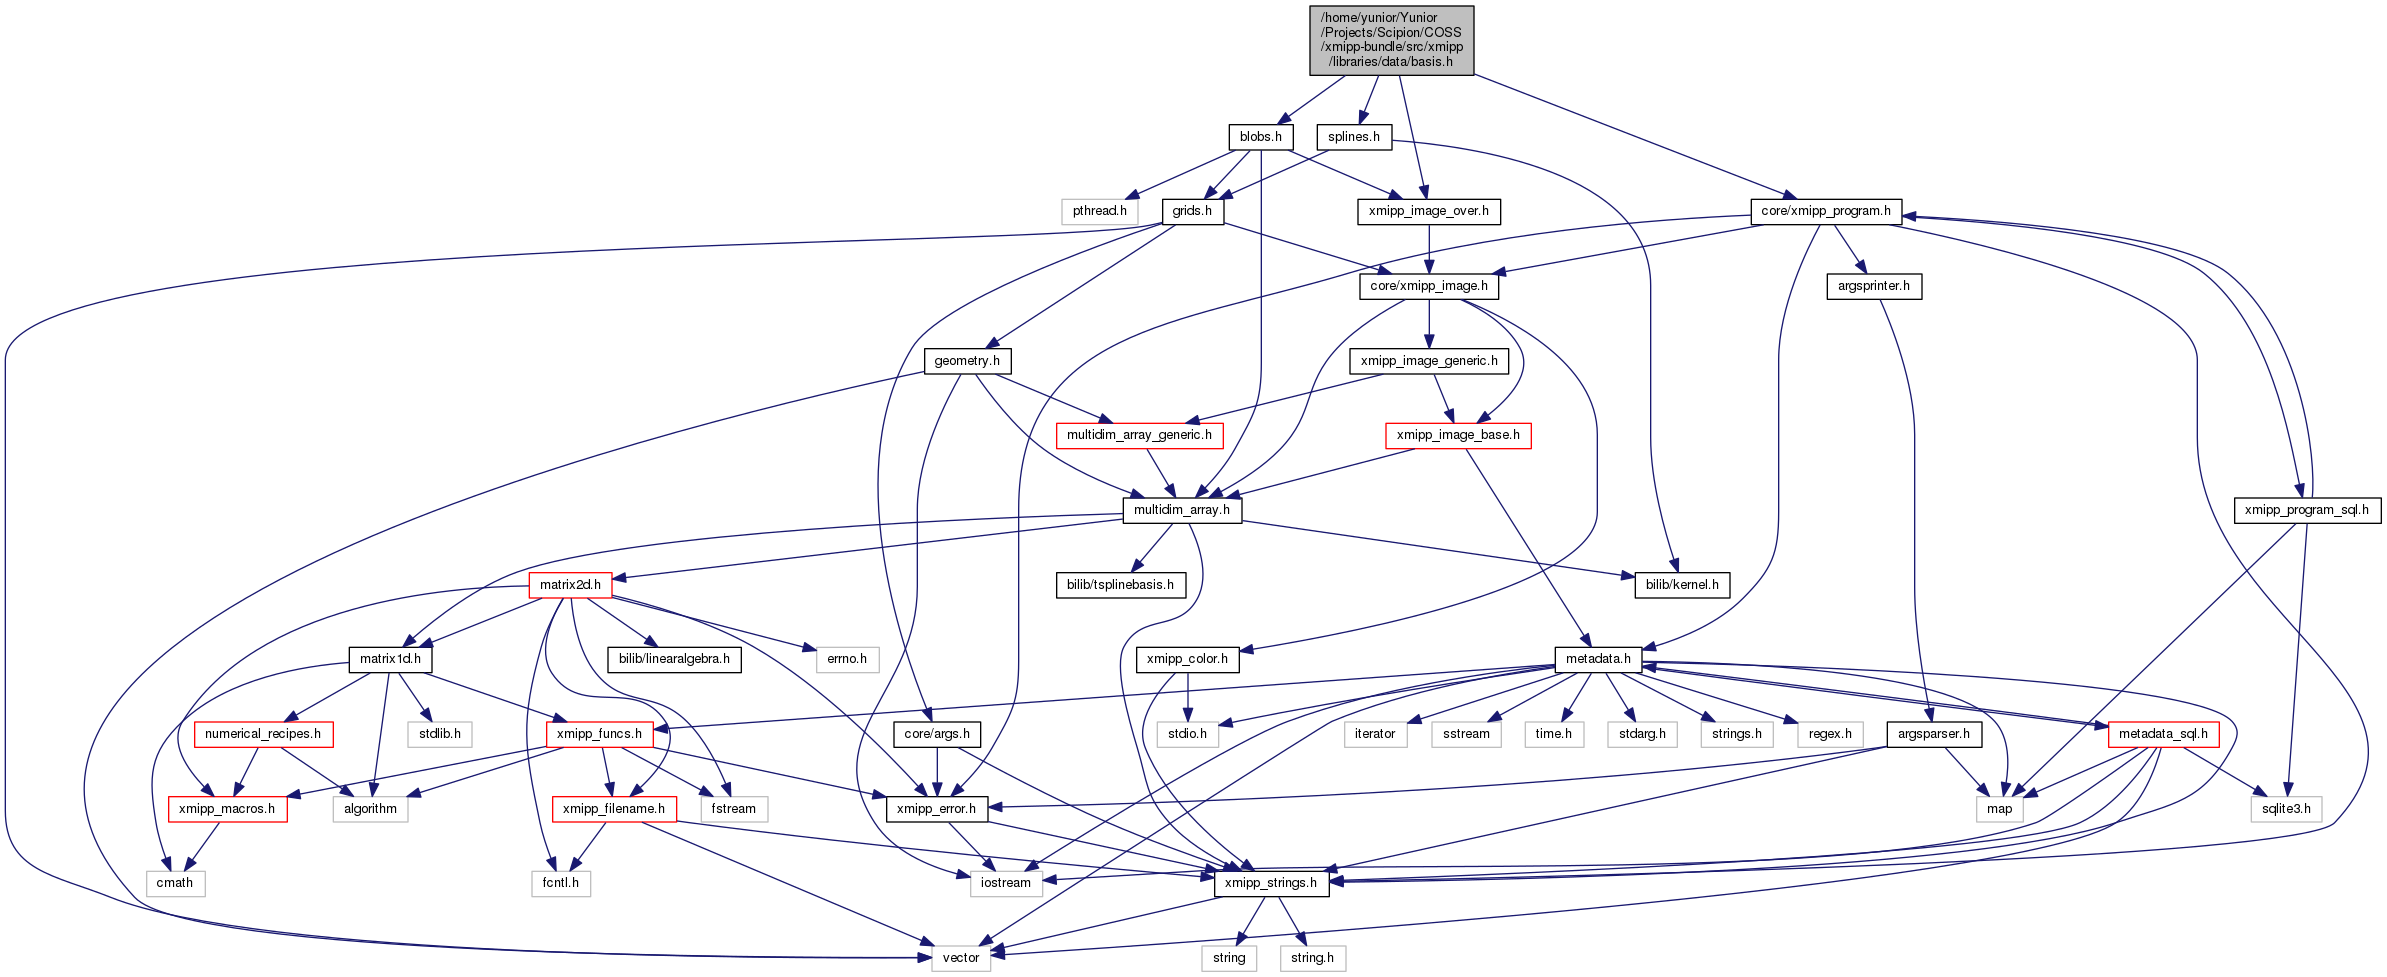 /home/yunior/Yunior
/Projects/Scipion/COSS
/xmipp-bundle/src/xmipp
/libraries/data/basis.h
blobs.h
splines.h
pthread.h
grids.h
xmipp_image_over.h
core/xmipp_program.h
core/xmipp_image.h
argsprinter.h
geometry.h
xmipp_image_generic.h
multidim_array_generic.h
xmipp_image_base.h
multidim_array.h
xmipp_program_sql.h
matrix2d.h
bilib/tsplinebasis.h
bilib/kernel.h
matrix1d.h
bilib/linearalgebra.h
errno.h
xmipp_color.h
metadata.h
numerical_recipes.h
stdlib.h
xmipp_funcs.h
core/args.h
stdio.h
iterator
sstream
time.h
stdarg.h
strings.h
regex.h
argsparser.h
metadata_sql.h
xmipp_macros.h
algorithm
xmipp_filename.h
fstream
xmipp_error.h
map
sqlite3.h
cmath
fcntl.h
iostream
xmipp_strings.h
vector
string
string.h